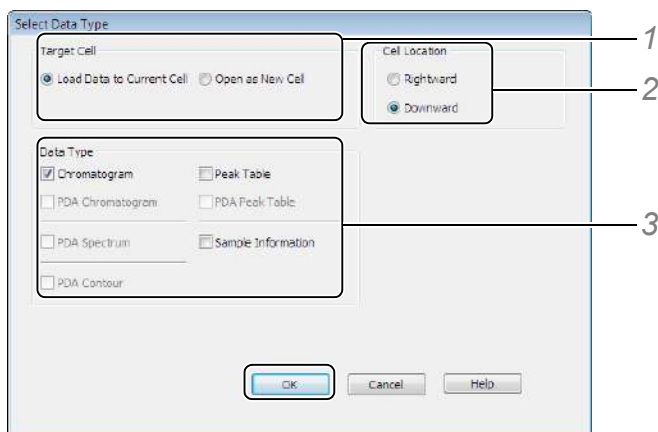 Select Data Type
1
Target Cell
Load Data to Current Cell
Open as New Cell
Cell Location
Rightward
2
Downward
Data Type
Chromatogram
Peak Table
PDA Chromatogram
PDA Peak Table
3
PDA Spectrum
Sample Information
PDA Contour
OK
Cancel
Help